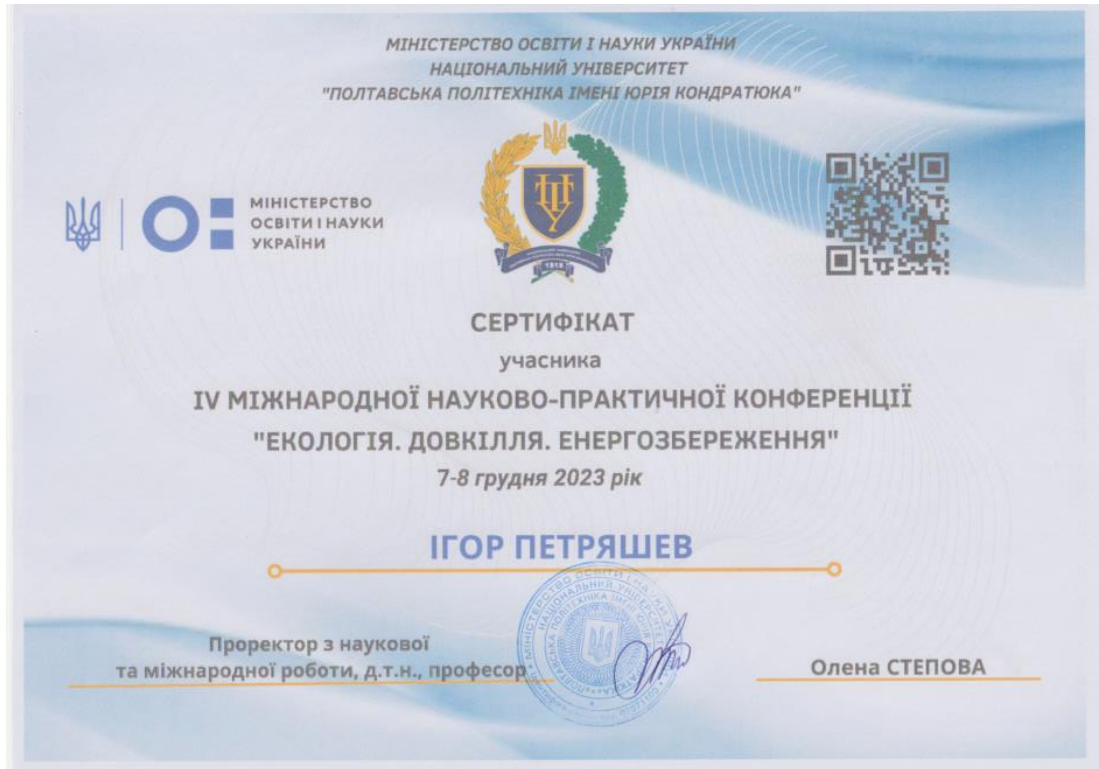 МІНІСТЕРСТВО ОСВІТИ І НАУКИ УКРАЇНИ
НАЦІОНАЛЬНИЙ УНІВЕРСИТЕТ
"ПОЛТАВСЬКА ПОЛІТЕХНІКА ІМЕНІ ЮРІЯ КОНДРАТЮКА"
МІНІСТЕРСТВО
ОСВІТИ І НАУКИ
УКРАЇНИ
1818
СЕРТИФІКАТ
учасника
IV МІЖНАРОДНОЇ НАУКОВО-ПРАКТИЧНОЇ КОНФЕРЕНЦІЇ
"ЕКОЛОГІЯ. ДОВКІЛЛЯ. ЕНЕРГОЗБЕРЕЖЕННЯ"
7-8 грудня 2023 рік
ІГОР ПЕТРЯШЕВ
Проректор з наукової
та міжнародної роботи, д.т.н., професор
Олена СТЕПОВА